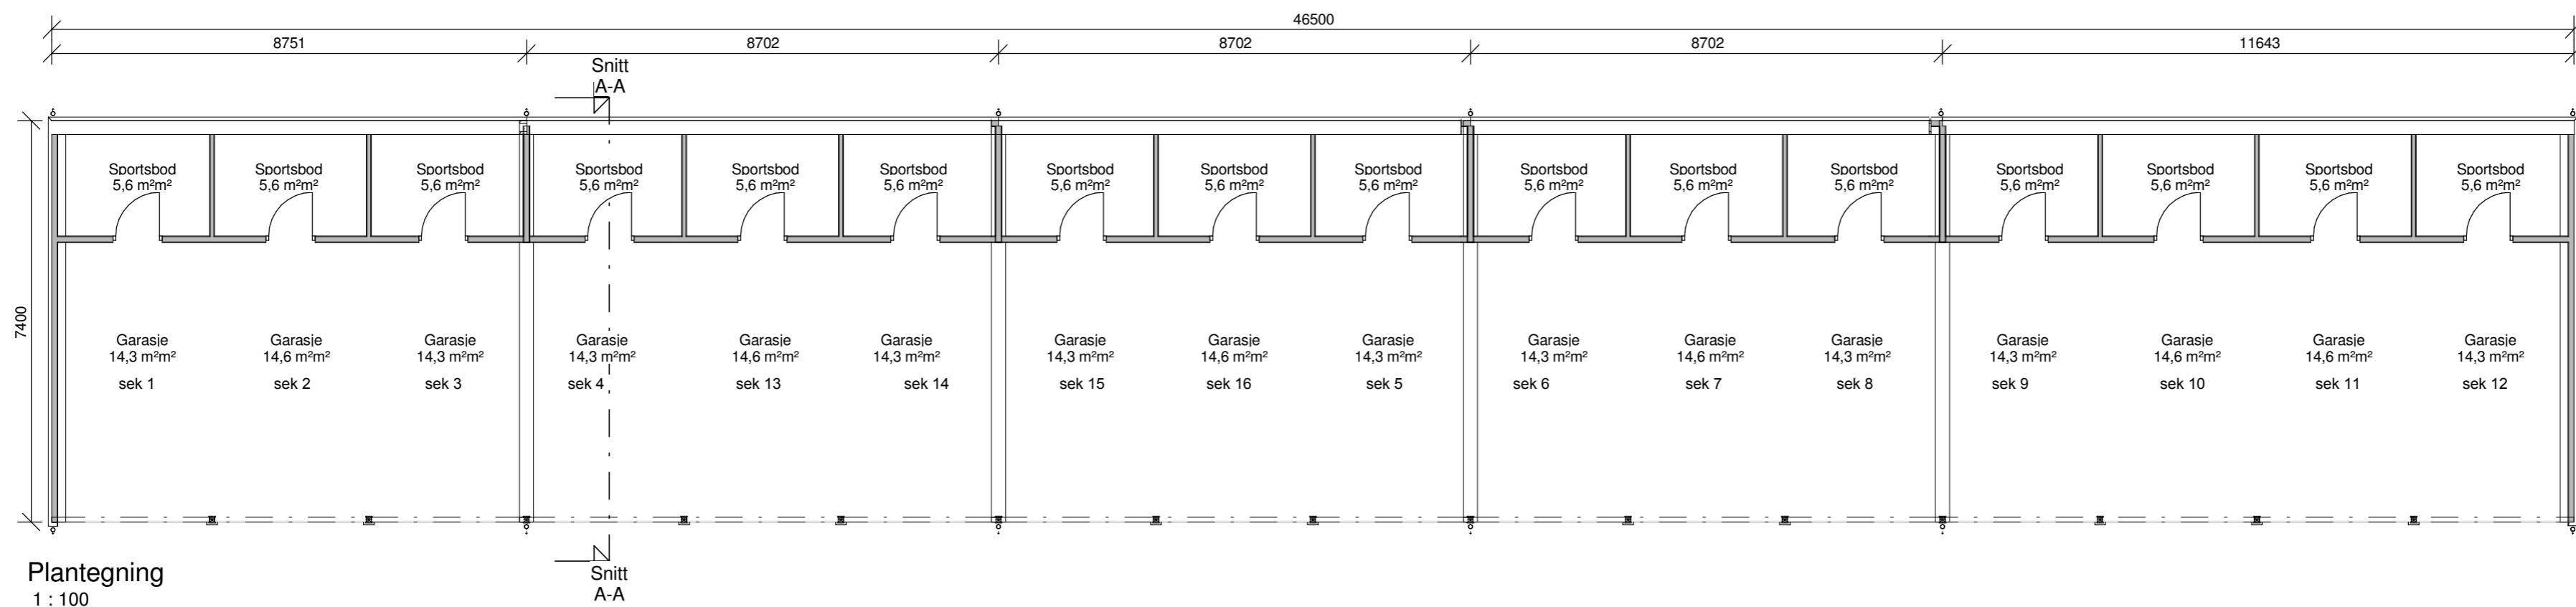 46500
8751
8702
8702
8702
11643
Snitt
A-A
7400
Sportsbod
5,6 m²m²
Sportsbod
5,6 m²m²
Sportsbod
5,6 m²m²
Sportsbod
5,6 m²m²
Sportsbod
5,6 m²m²
Sportsbod
5,6 m²m²
Sportsbod
5,6 m²m²
Sportsbod
5,6 m²m²
Sportsbod
5,6 m²m²
Sportsbod
5,6 m²m²
Sportsbod
5,6 m²m²
Sportsbod
5,6 m²m²
Sportsbod
5,6 m²m²
Sportsbod
5,6 m²m²
Sportsbod
5,6 m²m²
Sportsbod
5,6 m²m²
Garasje
14,3 m²m²
sek 1
Garasje
14,6 m²m²
sek 2
Garasje
14,3 m²m²
sek 3
Garasje
14,3 m²m²
sek 4
Garasje
14,6 m²m²
sek 13
Garasje
14,3 m²m²
sek 14
Garasje
14,3 m²m²
sek 15
Garasje
14,6 m²m²
sek 16
Garasje
14,3 m²m²
sek 5
Garasje
14,3 m²m²
sek 6
Garasje
14,6 m²m²
sek 7
Garasje
14,3 m²m²
sek 8
Garasje
14,3 m²m²
sek 9
Garasje
14,6 m²m²
sek 10
Garasje
14,6 m²m²
sek 11
Garasje
14,3 m²m²
sek 12
Snitt
A-A
Plantegning
1 : 100